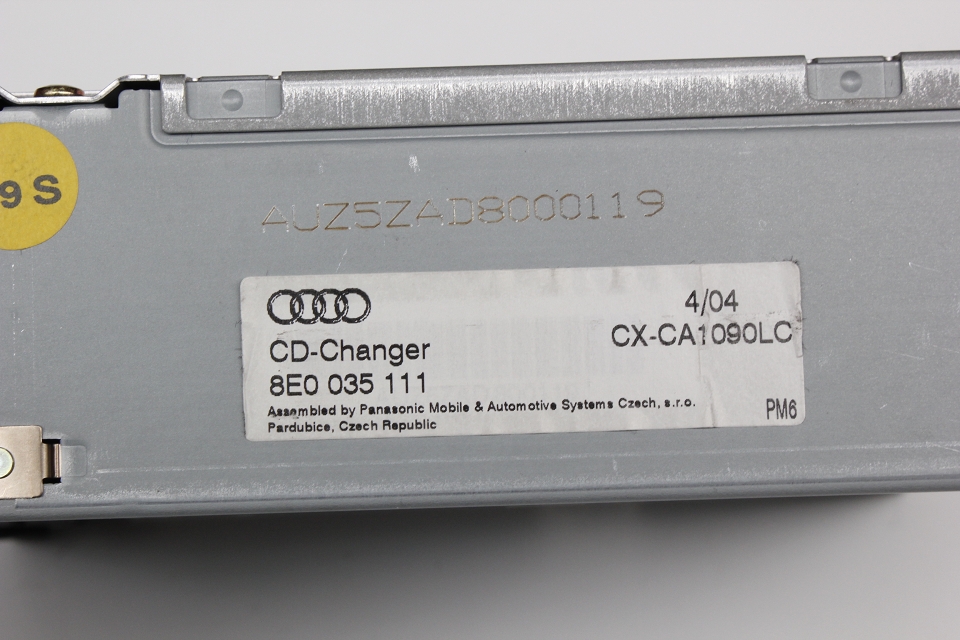 9 S
AUZ5ZAD8000119
4/04
CX-CA1090LC
CD-Changer
8E0 035 111
Assembled by Panasonic Mobile & Automotive Systems Czech, s.r.o.
Pardubice, Czech Republic
PM6